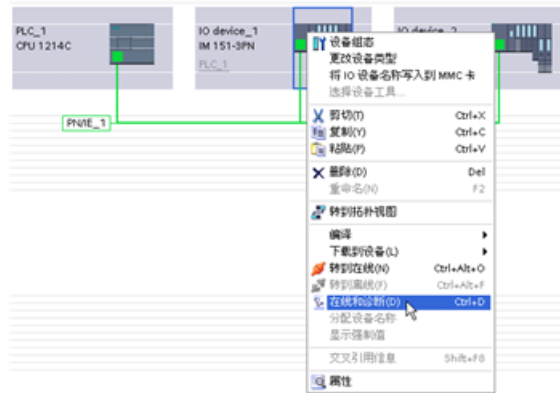 PLC_1
CPU 1214C
IO device_1
IM 151-3PN
PLC_1
IO device_2
PN/IE_1
设备组态
更改设备类型
将 IO 设备名称写入到 MMC 卡
选择设备工具...
剪切(T) Ctrl+X
复制(Y) Ctrl+C
粘贴(P) Ctrl+V
删除(D) Del
重命名(N) F2
转到拓扑视图
编译
下载到设备(L)
转到在线(N) Ctrl+Alt+O
转到离线(F) Ctrl+Alt+F
在线和诊断(D) Ctrl+D
分配设备名称
显示强制值
交叉引用信息 Shift+F8
属性